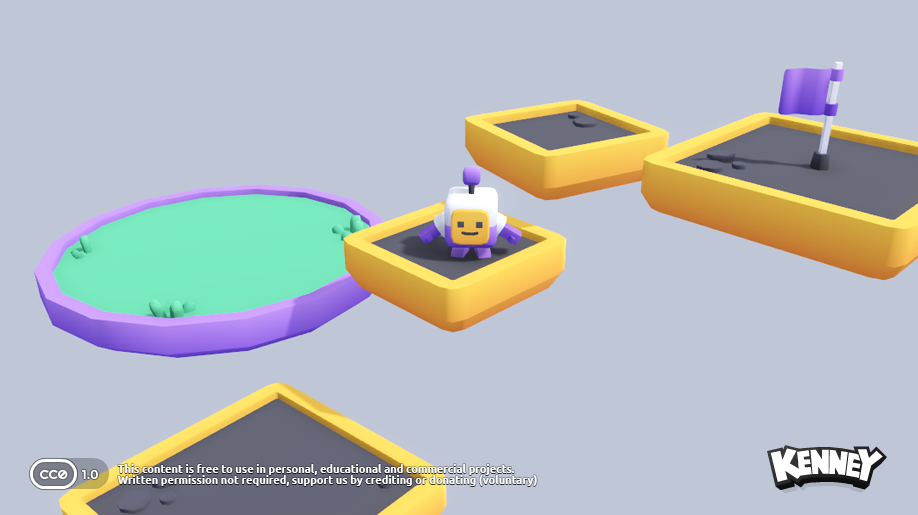 CC0 1.0
This content is free to use in personal, educational and commercial projects.
Written permission not required, support us by crediting or donating (voluntary)
KENNEY